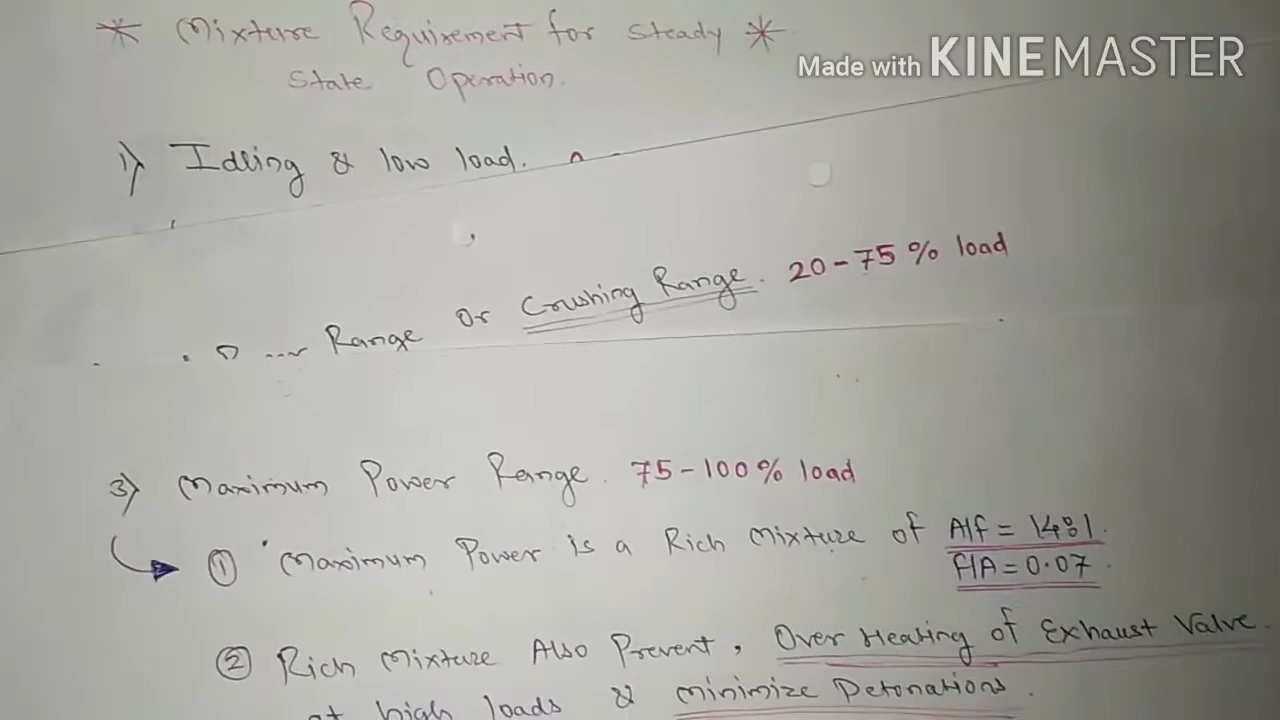 * Mixture Requirement for Steady *
State Operation.
Made with KINEMASTER
1) Idling & low load.
Range or Crushing Range. 20-75% load
3) Maximum Power Range. 75-100% load
① Maximum Power is a Rich Mixture of A/f = 14:1.
f/A = 0.07
② Rich Mixture Also Prevent, Over Heating of Exhaust Valve.
at high loads & Minimize Detonations.